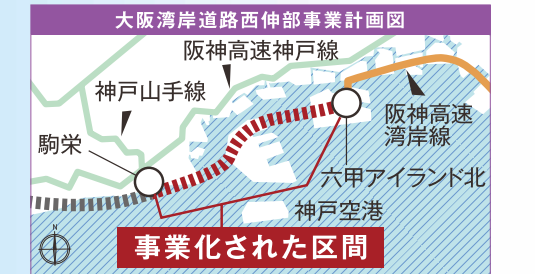 大阪湾岸道路西伸部事業計画図
阪神高速神戸線
神戸山手線
駒栄
阪神高速
湾岸線
六甲アイランド北
神戸空港
事業化された区間
N